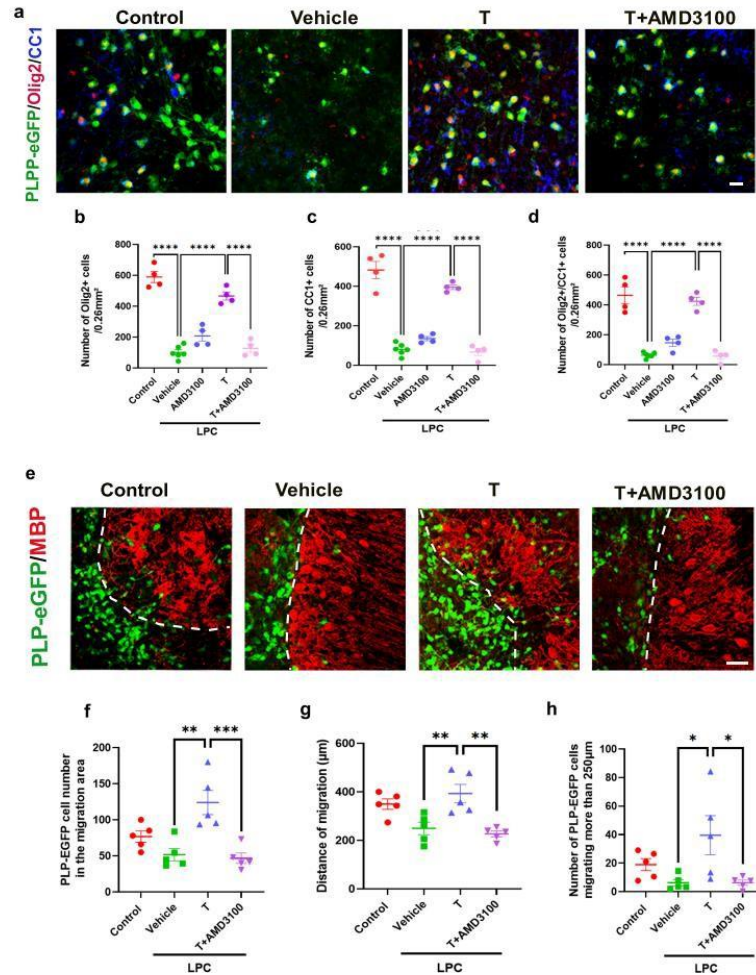 a
Control
Vehicle
T
T+AMD3100
PLPP-eGFP/Olig2/CC1
b
c
d
Number of Olig2+ cells
/0.26mm²
800
600
400
200
0
**** **** ****
Control
Vehicle
AMD3100
T
T+AMD3100
LPC
Number of CC1+ cells
/0.26mm²
600
400
200
0
**** **** ****
Control
Vehicle
AMD3100
T
T+AMD3100
LPC
Number of Olig2+/CC1+ cells
/0.26mm²
800
600
400
200
0
**** **** ****
Control
Vehicle
AMD3100
T
T+AMD3100
LPC
e
Control
Vehicle
T
T+AMD3100
PLP-eGFP/MBP
f
g
h
PLP-EGFP cell number
in the migration area
200
150
100
50
0
** ***
Control
Vehicle
T
T+AMD3100
LPC
Distance of migration (µm)
600
400
200
0
** **
Control
Vehicle
T
T+AMD3100
LPC
Number of PLP-EGFP cells
migrating more than 250µm
100
80
60
40
20
0
* *
Control
Vehicle
T
T+AMD3100
LPC